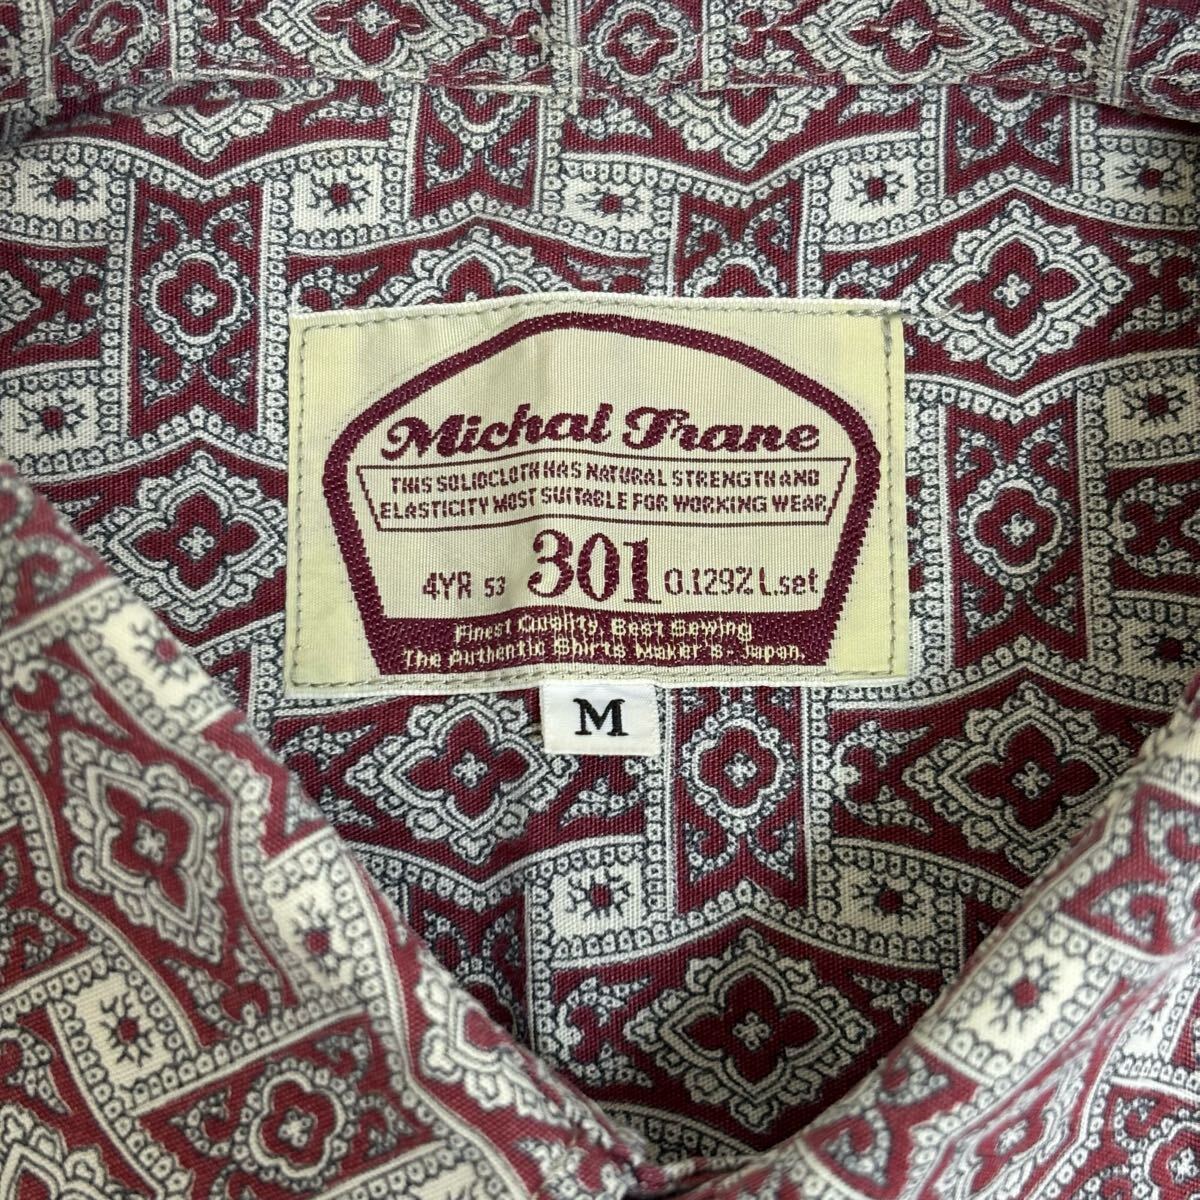 Michal Frane
THIS SOLIDCLOTH HAS NATURAL STRENGTH AND
ELASTICITY MOST SUITABLE FOR WORKING WEAR
4YR 53 301 0.129% L.set
Finest Quality, Best Sewing
The Authentic Shirts Maker's - Japan.
M